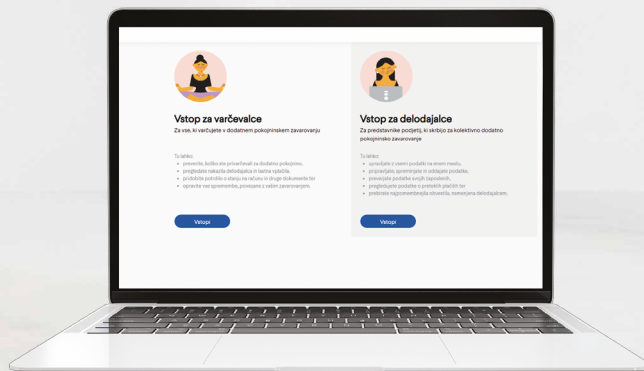 Vstop za varčevalce
Za vse, ki varčujete v dodatnem pokojninskem zavarovanju
Tu lahko:
• preverite, koliko ste privarčevali za dodatno pokojnino,
• pregledate nakazila delodajalca in lastna vplačila,
• pridobite potrdilo o stanju na računu in druge dokumente ter
• opravite vse spremembe, povezane z vašim zavarovanjem.
Vstopi
Vstop za delodajalce
Za predstavnike podjetij, ki skrbijo za kolektivno dodatno
pokojninsko zavarovanje
Tu lahko:
• upravljate z vsemi podatki na enem mestu,
• pripravljate, spreminjate in oddajate podatke,
• preverjate podatke svojih zaposlenih,
• pregledujete podatke o preteklih plačilih ter
• prebirate najpomembnejša obvestila, namenjena delodajalcem.
Vstopi